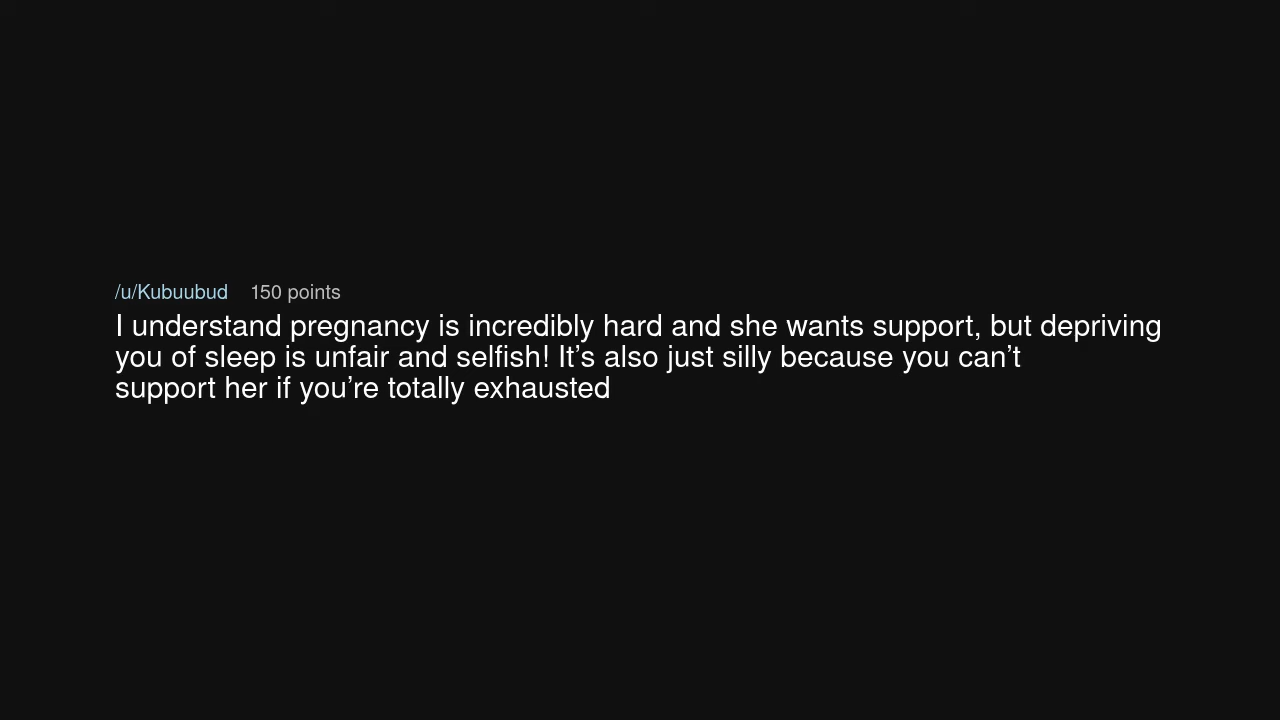 /u/Kubuubud 150 points
I understand pregnancy is incredibly hard and she wants support, but depriving
you of sleep is unfair and selfish! It’s also just silly because you can’t
support her if you’re totally exhausted